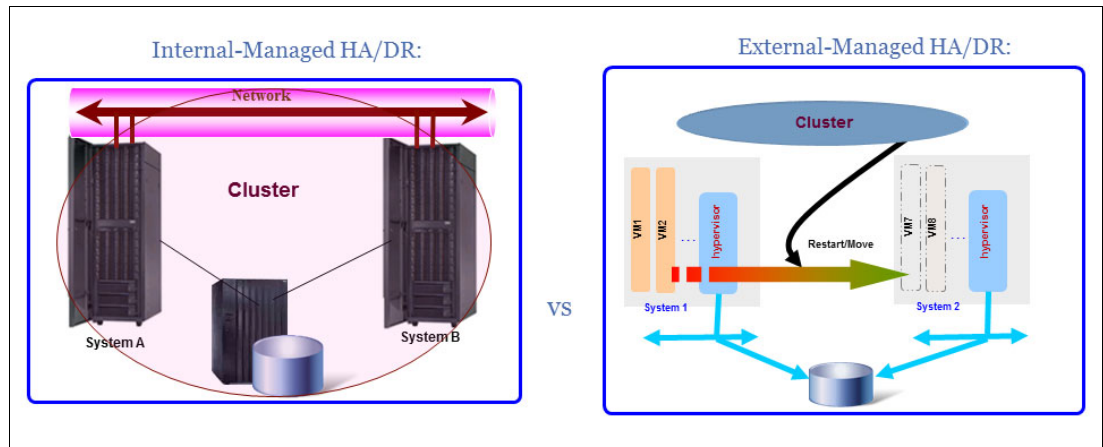 Internal-Managed HA/DR:
Network
Cluster
System A
System B
vs
External-Managed HA/DR:
Cluster
VM1
VM2
...
hypervisor
Restart/Move
VM7
VM8
...
hypervisor
System 1
System 2